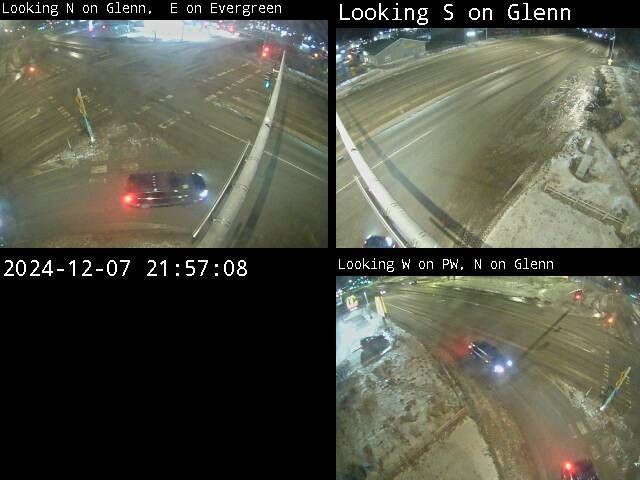 Looking N on Glenn,  E on Evergreen
Looking S on Glenn
2024-12-07 21:57:08
Looking W on PW, N on Glenn